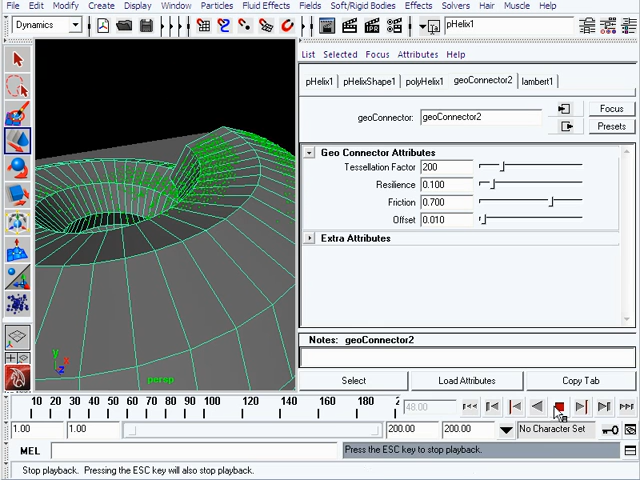 File Edit Modify Create Display Window Particles Fluid Effects Fields Soft/Rigid Bodies Effects Solvers Hair Muscle Help
Dynamics pHelix1
List Selected Focus Attributes Help
pHelix1 pHelixShape1 polyHelix1 geoConnector2 lambert1
geoConnector: geoConnector2
Focus
Presets
Geo Connector Attributes
Tessellation Factor 200
Resilience 0.100
Friction 0.700
Offset 0.010
Extra Attributes
Notes: geoConnector2
Select Load Attributes Copy Tab
y
x
z
persp
10 20 30 40 50 60 70 80 100 120 140 160 180 2 48.00
1.00 1.00 200.00 200.00 No Character Set
MEL Press the ESC key to stop playback.
Stop playback. Pressing the ESC key will also stop playback.